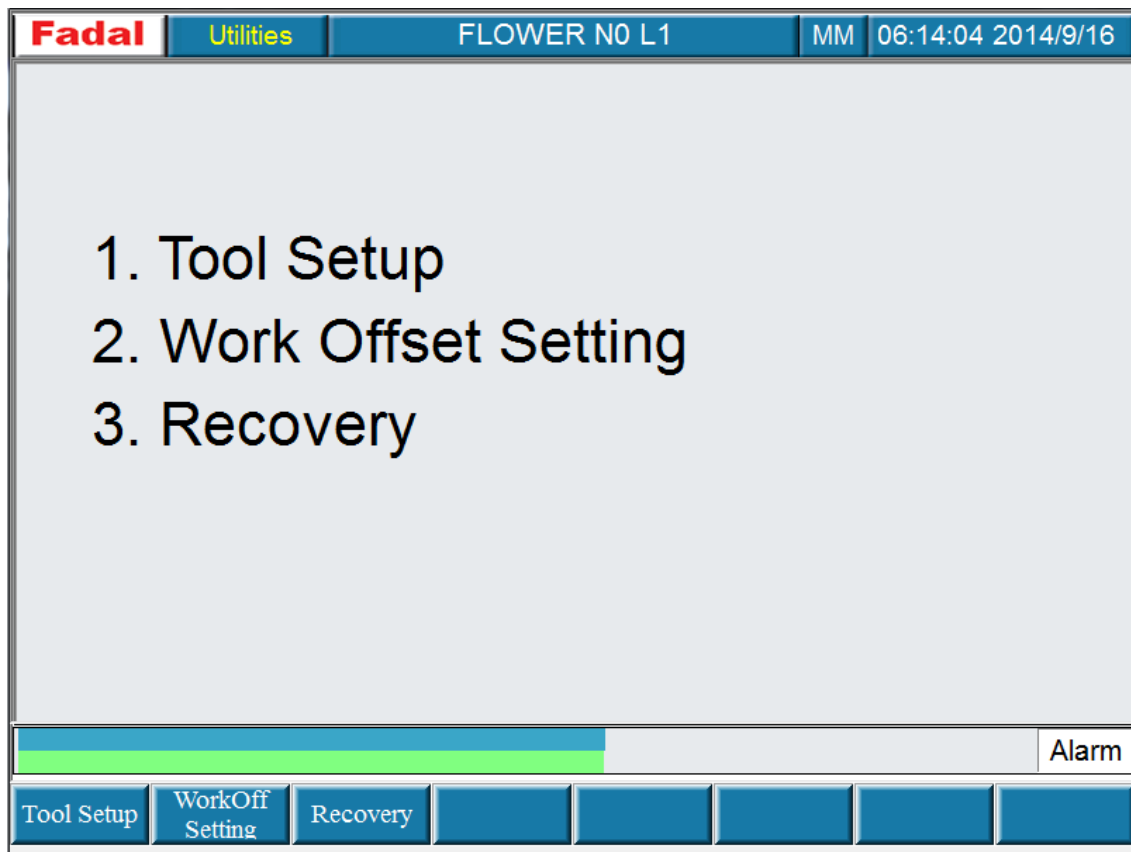 Fadal Utilities FLOWER N0 L1 MM 06:14:04 2014/9/16
1. Tool Setup
2. Work Offset Setting
3. Recovery
Alarm
Tool Setup
WorkOff
Setting
Recovery